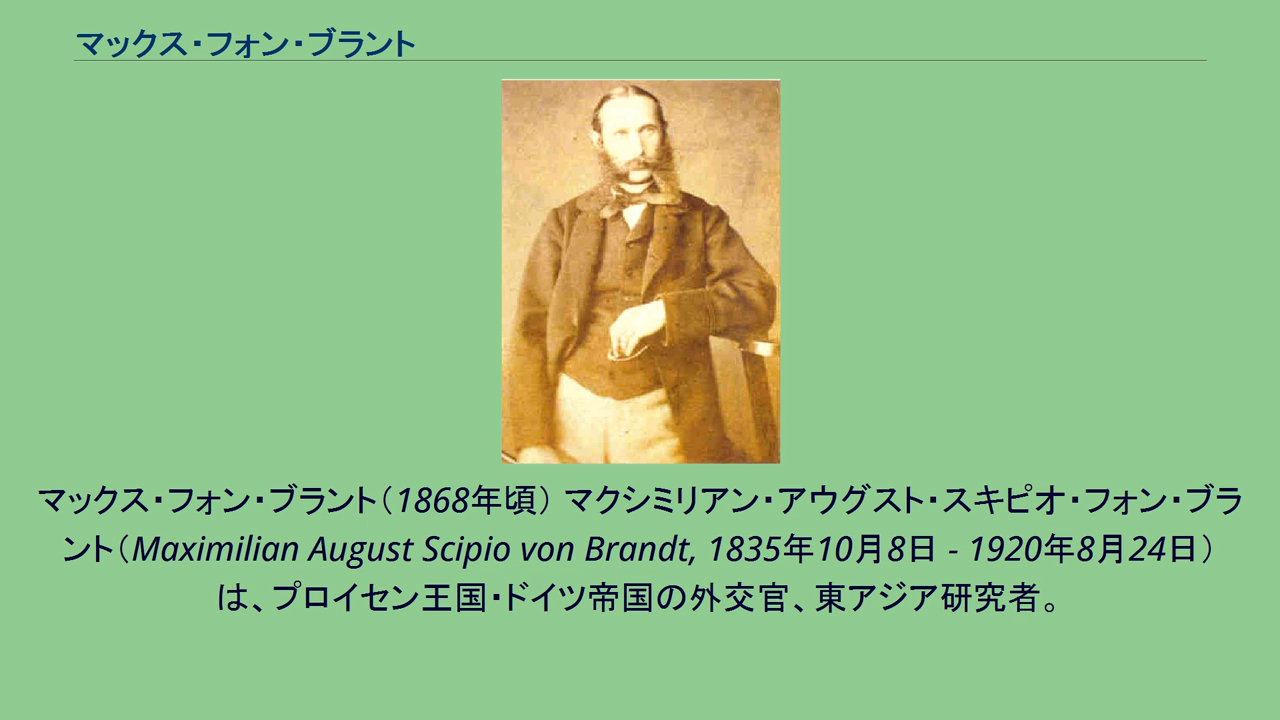 マックス・フォン・ブラント
マックス・フォン・ブラント（1868年頃） マクシミリアン・アウグスト・スキピオ・フォン・ブラ
ント（Maximilian August Scipio von Brandt, 1835年10月8日 - 1920年8月24日）
は、プロイセン王国・ドイツ帝国の外交官、東アジア研究者。